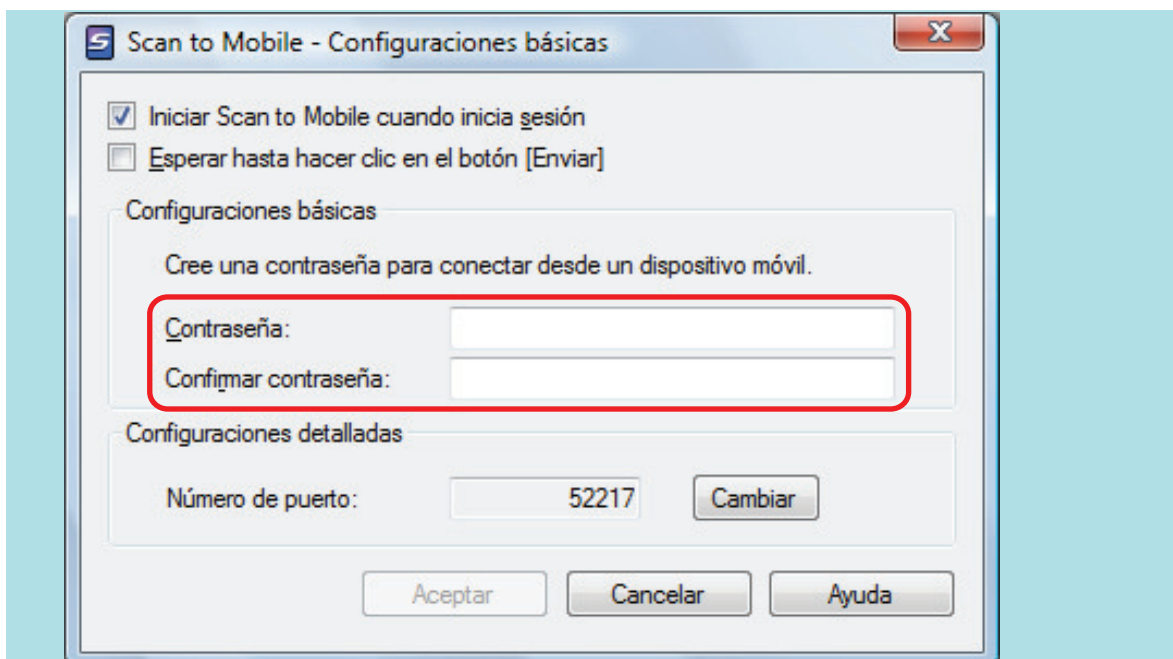 Scan to Mobile - Configuraciones básicas
Iniciar Scan to Mobile cuando inicia sesión
Esperar hasta hacer clic en el botón [Enviar]
Configuraciones básicas
Cree una contraseña para conectar desde un dispositivo móvil.
Contraseña:
Confirmar contraseña:
Configuraciones detalladas
Número de puerto: 52217 Cambiar
Aceptar Cancelar Ayuda